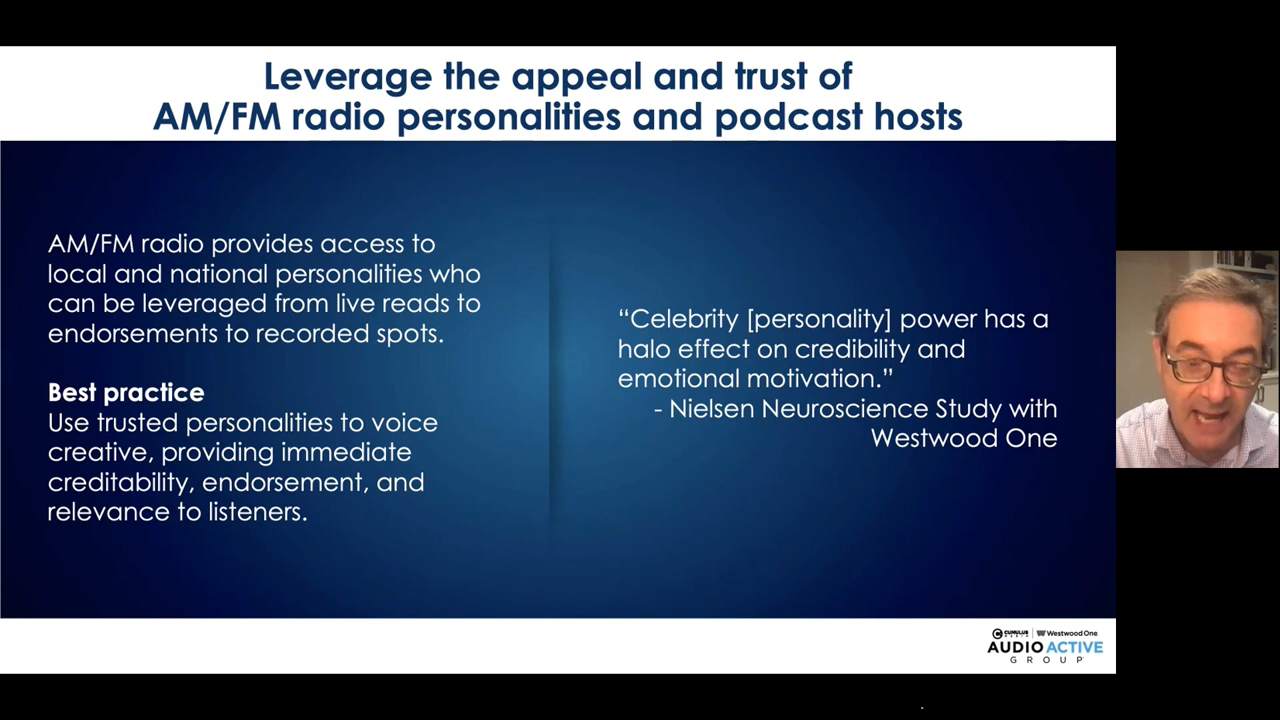 Leverage the appeal and trust of
AM/FM radio personalities and podcast hosts
AM/FM radio provides access to
local and national personalities who
can be leveraged from live reads to
endorsements to recorded spots.
Best practice
Use trusted personalities to voice
creative, providing immediate
creditability, endorsement, and
relevance to listeners.
“Celebrity [personality] power has a
halo effect on credibility and
emotional motivation.”
- Nielsen Neuroscience Study with
Westwood One
CUMULUS MEDIA | Westwood One
AUDIO ACTIVE
GROUP